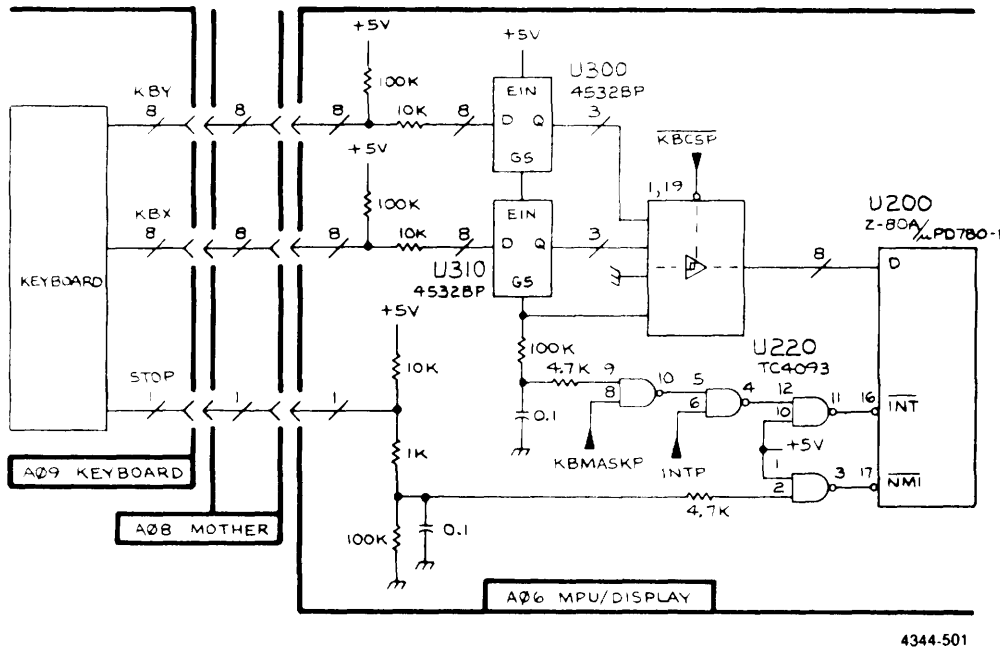 +5V
+5V
U300
4532BP
KBY
100K
EIN
3
8
8
8
10K
8
D Q
GS
+5V
KBCSP
1,19
U200
Z-80A/µPD780-1
KBX
100K
EIN
8
8
8
10K
8
D Q
3
8
D
KEYBOARD
U310
4532BP
GS
+5V
100K
U220
TC4093
STOP
10K
4.7K
9
10
5
4
12
11
16
INT
1
1
1
8
6
10
0.1
+5V
1K
KBMASKP
INTP
1
3
17
NMI
2
AØ9 KEYBOARD
4.7K
AØ8 MOTHER
100K
0.1
AØ6 MPU/DISPLAY
4344-501